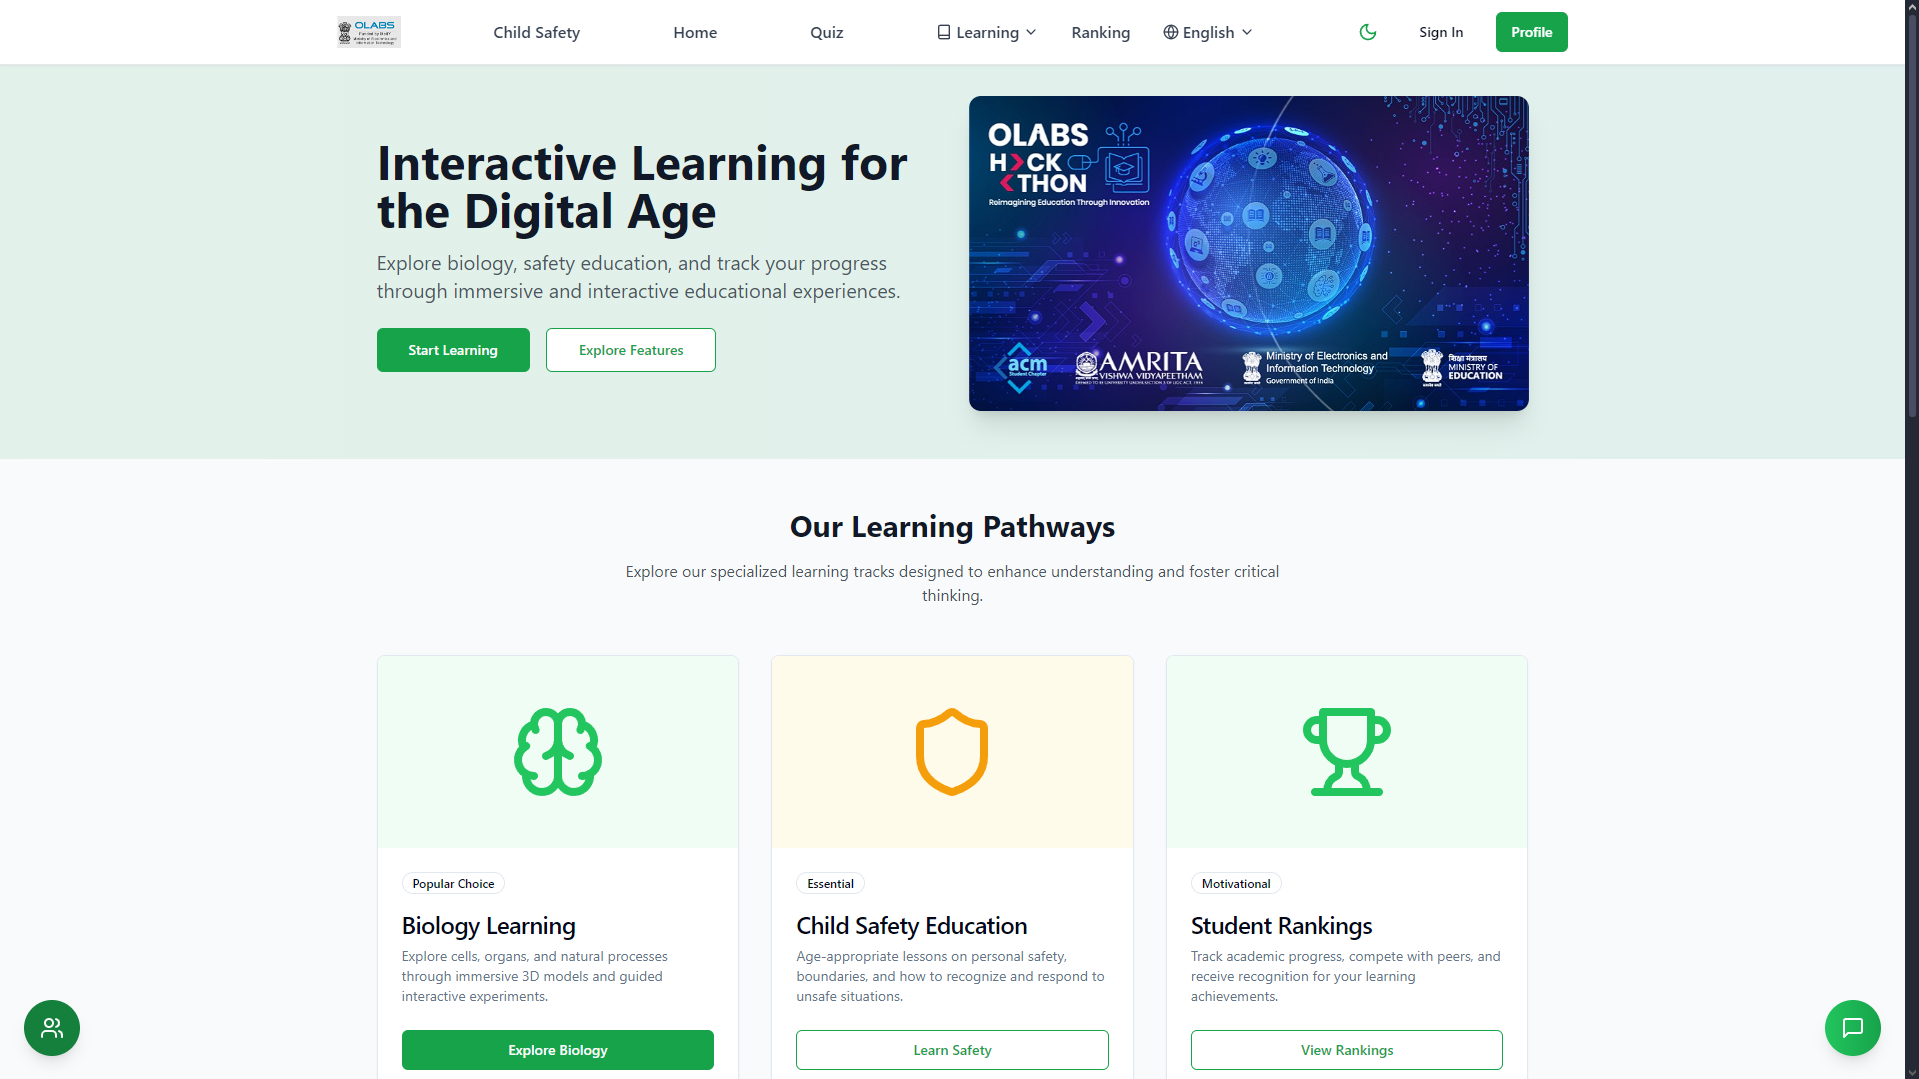 OLABS
Child Safety
Home
Quiz
Learning
Ranking
English
Sign In
Profile
Interactive Learning for
the Digital Age
Explore biology, safety education, and track your progress
through immersive and interactive educational experiences.
Start Learning
Explore Features
OLABS
H>CK
<THON
Reimagining Education Through Innovation
acm
Student Chapter
AMRITA
VISHWA VIDYAPEETHAM
Ministry of Electronics and
Information Technology
Government of India
शिक्षा मंत्रालय
MINISTRY OF
EDUCATION
Our Learning Pathways
Explore our specialized learning tracks designed to enhance understanding and foster critical
thinking.
Popular Choice
Biology Learning
Explore cells, organs, and natural processes
through immersive 3D models and guided
interactive experiments.
Explore Biology
Essential
Child Safety Education
Age-appropriate lessons on personal safety,
boundaries, and how to recognize and respond to
unsafe situations.
Learn Safety
Motivational
Student Rankings
Track academic progress, compete with peers, and
receive recognition for your learning
achievements.
View Rankings